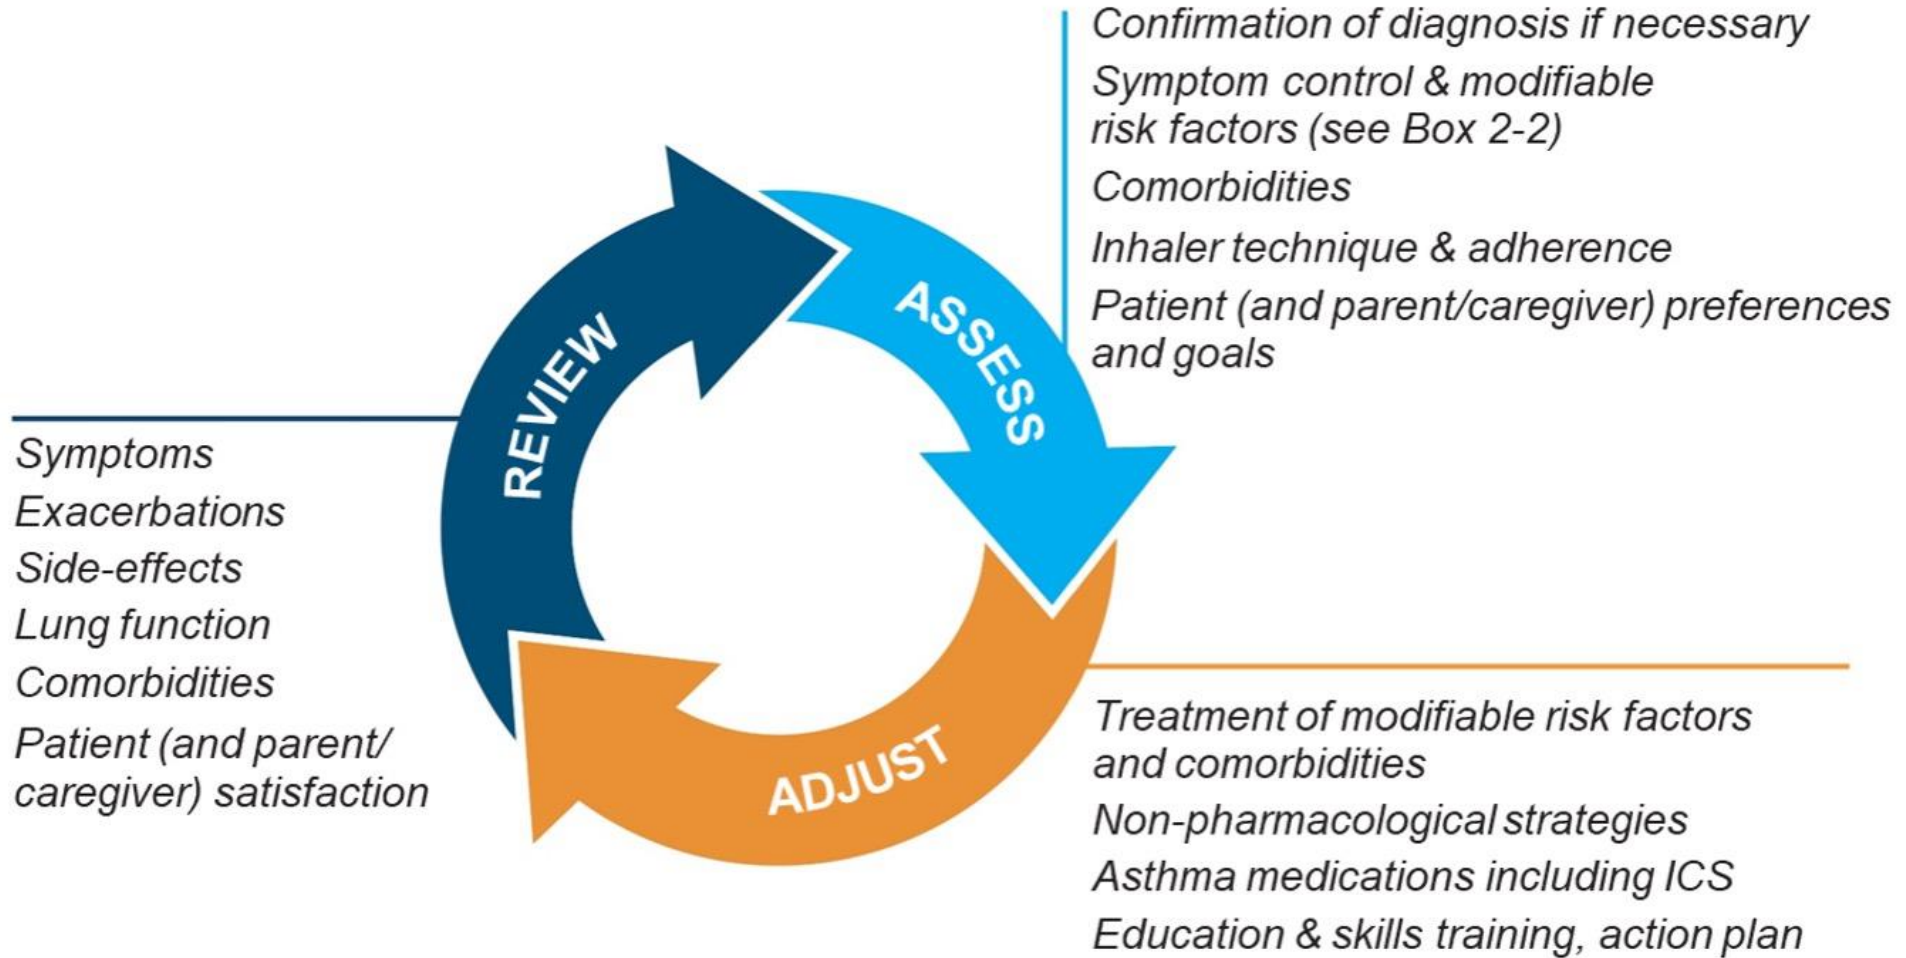 Confirmation of diagnosis if necessary
Symptom control & modifiable
risk factors (see Box 2-2)
Comorbidities
Inhaler technique & adherence
Patient (and parent/caregiver) preferences
and goals
ASSESS
REVIEW
Symptoms
Exacerbations
Side-effects
Lung function
Comorbidities
Patient (and parent/
caregiver) satisfaction
ADJUST
Treatment of modifiable risk factors
and comorbidities
Non-pharmacological strategies
Asthma medications including ICS
Education & skills training, action plan